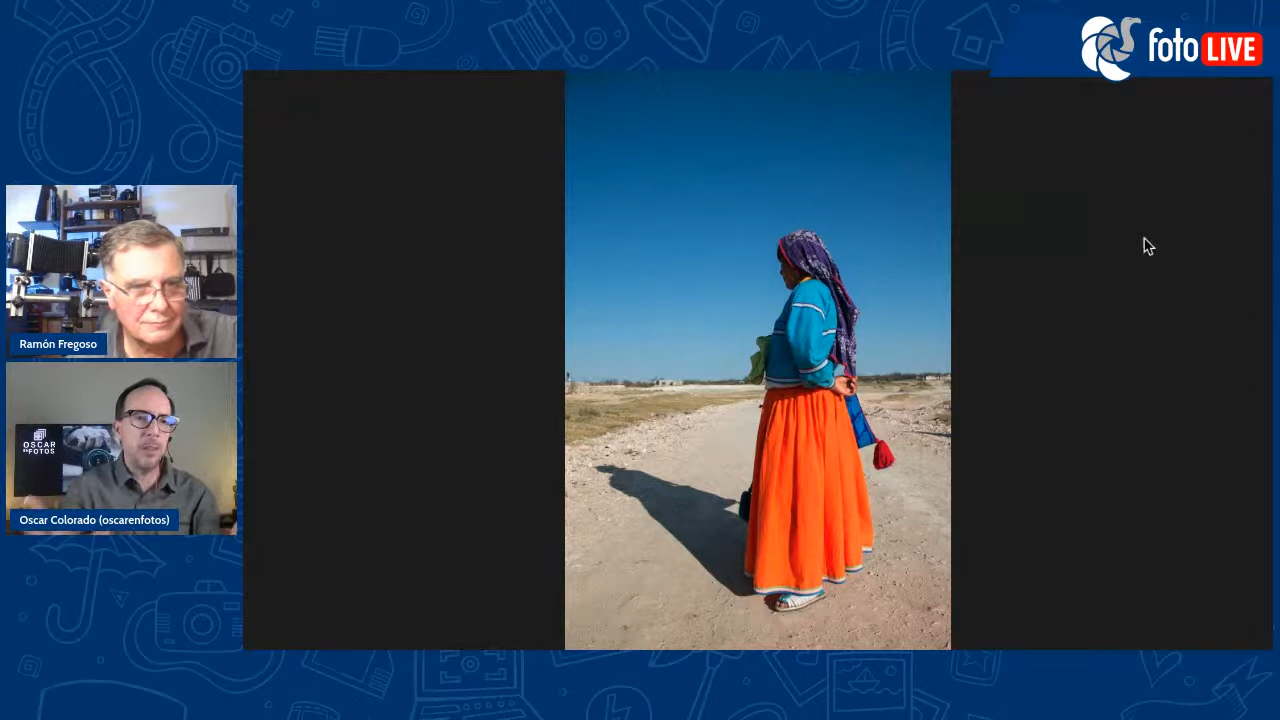 foto LIVE
Ramón Fregoso
OSCAR
EN FOTOS
Oscar Colorado (oscarenfotos)